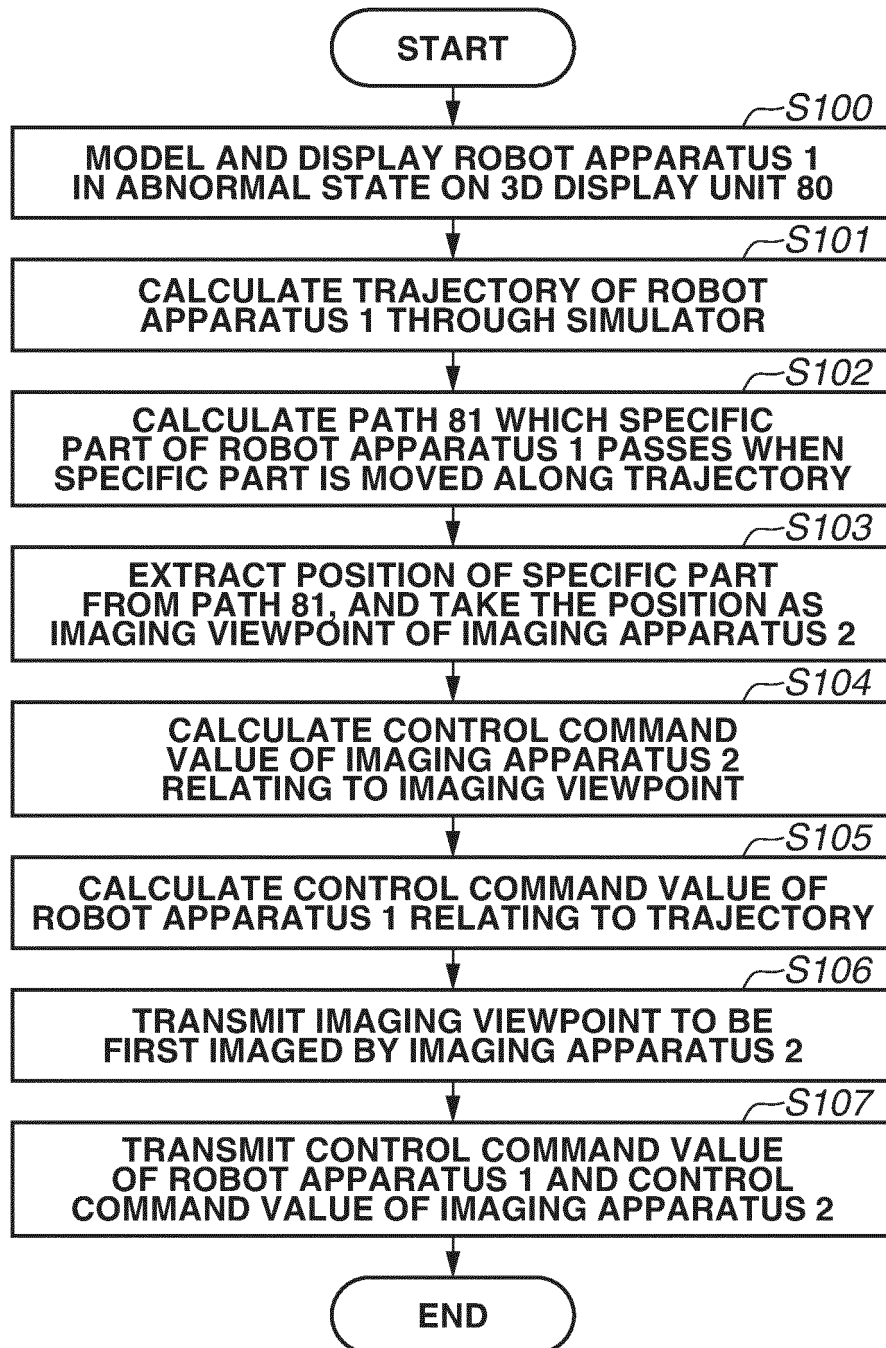 START
S100
MODEL AND DISPLAY ROBOT APPARATUS 1
IN ABNORMAL STATE ON 3D DISPLAY UNIT 80
S101
CALCULATE TRAJECTORY OF ROBOT
APPARATUS 1 THROUGH SIMULATOR
S102
CALCULATE PATH 81 WHICH SPECIFIC
PART OF ROBOT APPARATUS 1 PASSES WHEN
SPECIFIC PART IS MOVED ALONG TRAJECTORY
S103
EXTRACT POSITION OF SPECIFIC PART
FROM PATH 81, AND TAKE THE POSITION AS
IMAGING VIEWPOINT OF IMAGING APPARATUS 2
S104
CALCULATE CONTROL COMMAND
VALUE OF IMAGING APPARATUS 2
RELATING TO IMAGING VIEWPOINT
S105
CALCULATE CONTROL COMMAND VALUE OF
ROBOT APPARATUS 1 RELATING TO TRAJECTORY
S106
TRANSMIT IMAGING VIEWPOINT TO BE
FIRST IMAGED BY IMAGING APPARATUS 2
S107
TRANSMIT CONTROL COMMAND VALUE
OF ROBOT APPARATUS 1 AND CONTROL
COMMAND VALUE OF IMAGING APPARATUS 2
END